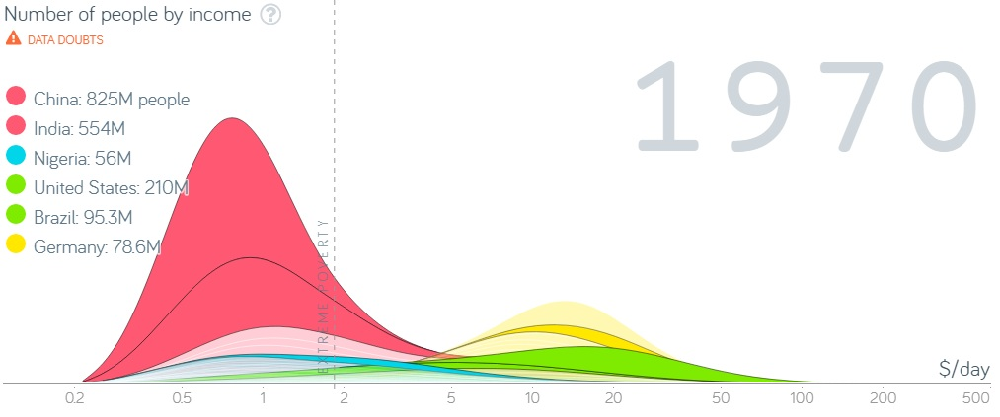 Number of people by income ?
DATA DOUBTS
1970
China: 825M people
India: 554M
Nigeria: 56M
United States: 210M
Brazil: 95.3M
Germany: 78.6M
EXTREME POVERTY
$/day
0.2 0.5 1 2 5 10 20 50 100 200 500